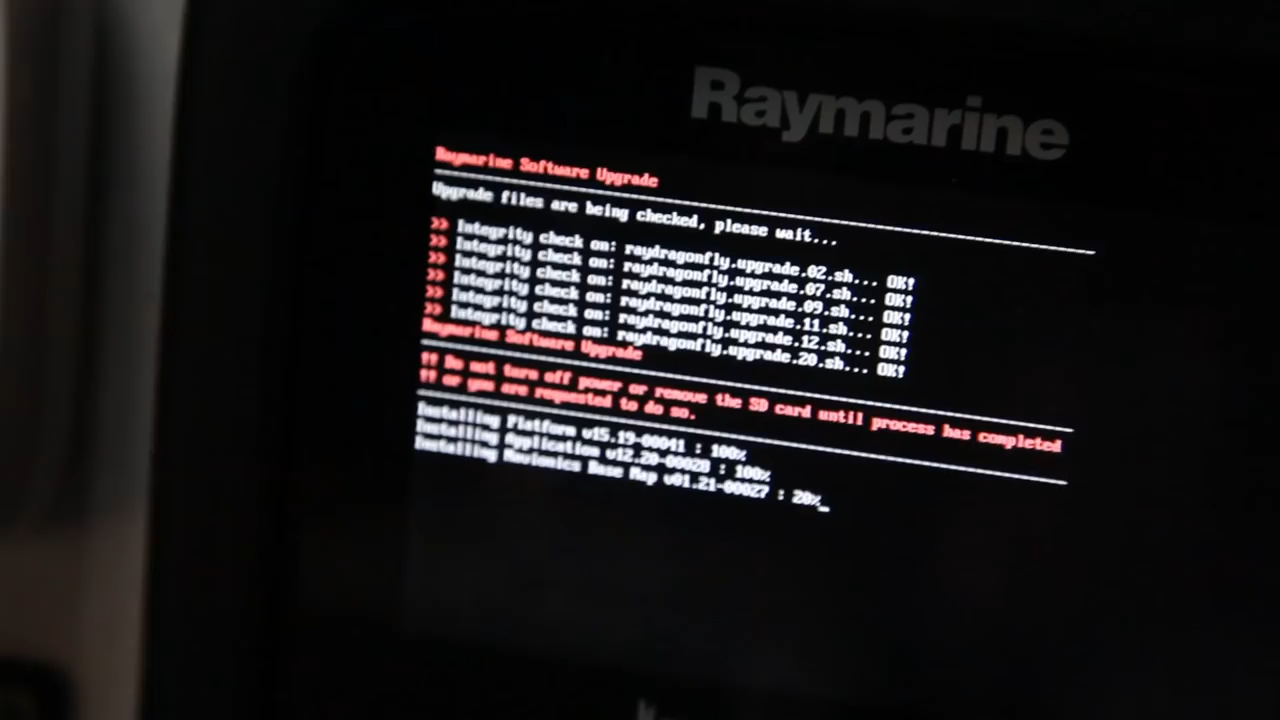 Raymarine
Raymarine Software Upgrade
Upgrade files are being checked, please wait...
>> Integrity check on: raydragonfly.upgrade.02.sh... OK!
>> Integrity check on: raydragonfly.upgrade.07.sh... OK!
>> Integrity check on: raydragonfly.upgrade.09.sh... OK!
>> Integrity check on: raydragonfly.upgrade.11.sh... OK!
>> Integrity check on: raydragonfly.upgrade.12.sh... OK!
>> Integrity check on: raydragonfly.upgrade.20.sh... OK!
Raymarine Software Upgrade
!! Do not turn off power or remove the SD card until process has completed
!! or you are requested to do so.
Installing Platform v15.19-00041 : 100%
Installing Application v12.20-00028 : 100%
Installing Navionics Base Map v01.21-00027 : 20%_